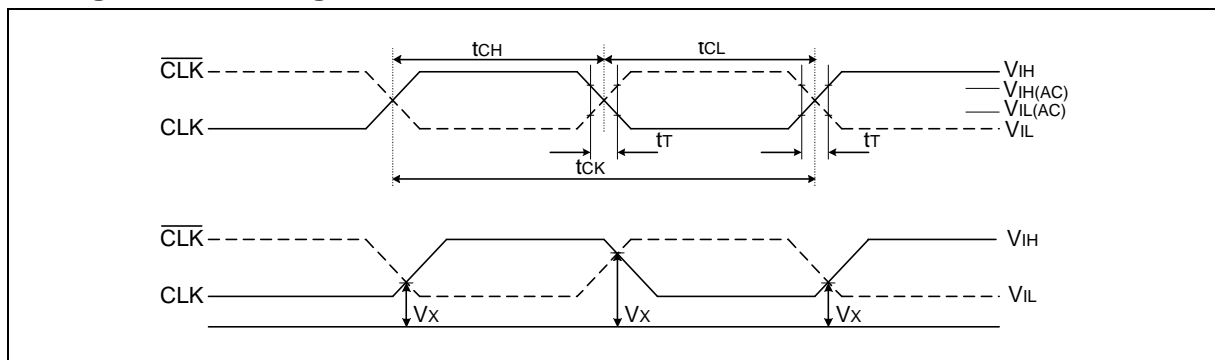 tCH tCL
CLK VIH
VIH(AC)
VIL(AC)
CLK VIL
tT tT
tCK
CLK VIH
CLK VIL
VX VX VX